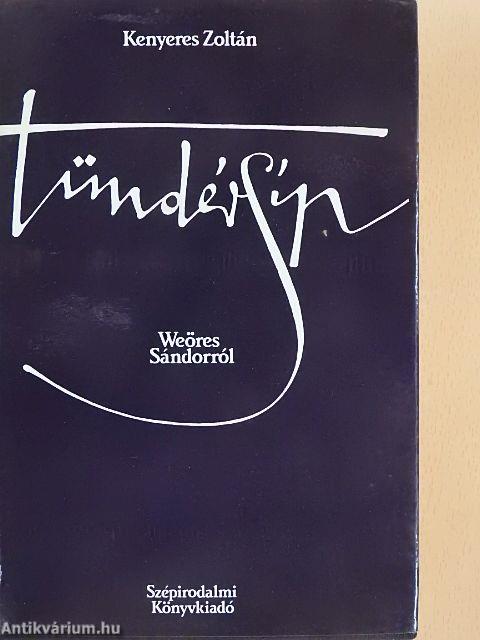 Kenyeres Zoltán
Tündérsíp
Weöres
Sándorról
Szépirodalmi
Könyvkiadó
Antikvárium.hu